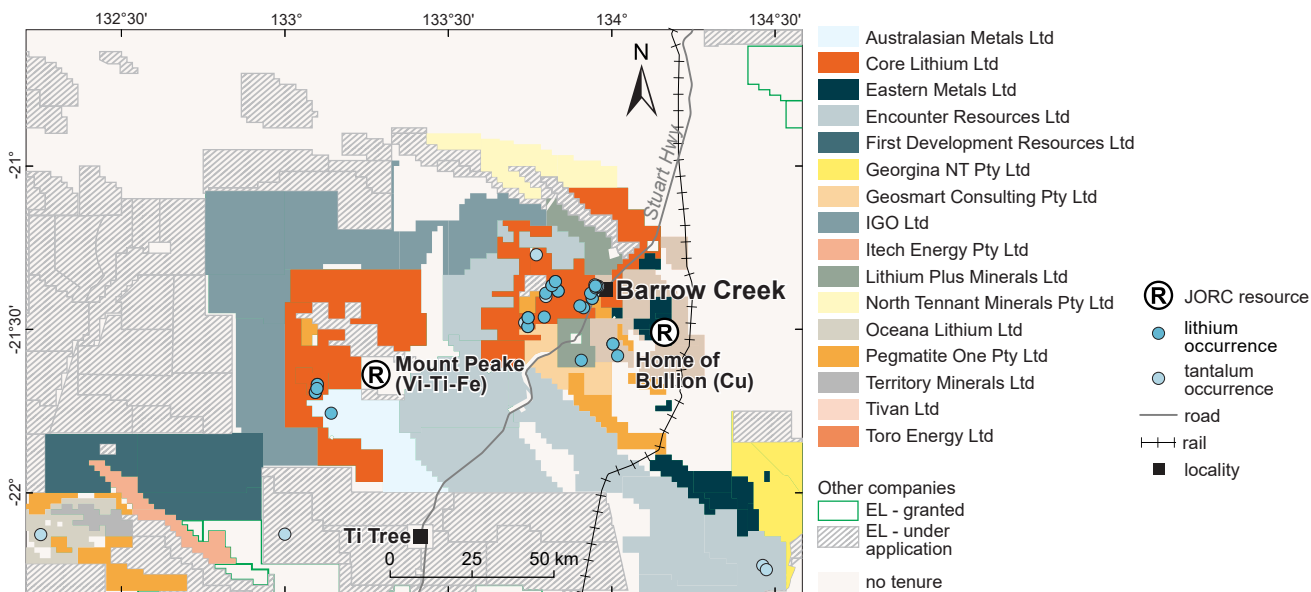 132°30'
133°
133°30'
134°
134°30'
-21°
-21°30'
-22°
N
Stuart Hwy
Barrow Creek
R
Mount Peake
(Vi-Ti-Fe)
R
Home of
Bullion (Cu)
Ti Tree
0 25 50 km
Australasian Metals Ltd
Core Lithium Ltd
Eastern Metals Ltd
Encounter Resources Ltd
First Development Resources Ltd
Georgina NT Pty Ltd
Geosmart Consulting Pty Ltd
IGO Ltd
Itech Energy Pty Ltd
Lithium Plus Minerals Ltd
North Tennant Minerals Pty Ltd
Oceana Lithium Ltd
Pegmatite One Pty Ltd
Territory Minerals Ltd
Tivan Ltd
Toro Energy Ltd
Other companies
EL - granted
EL - under
application
no tenure
R JORC resource
lithium
occurrence
tantalum
occurrence
road
rail
locality